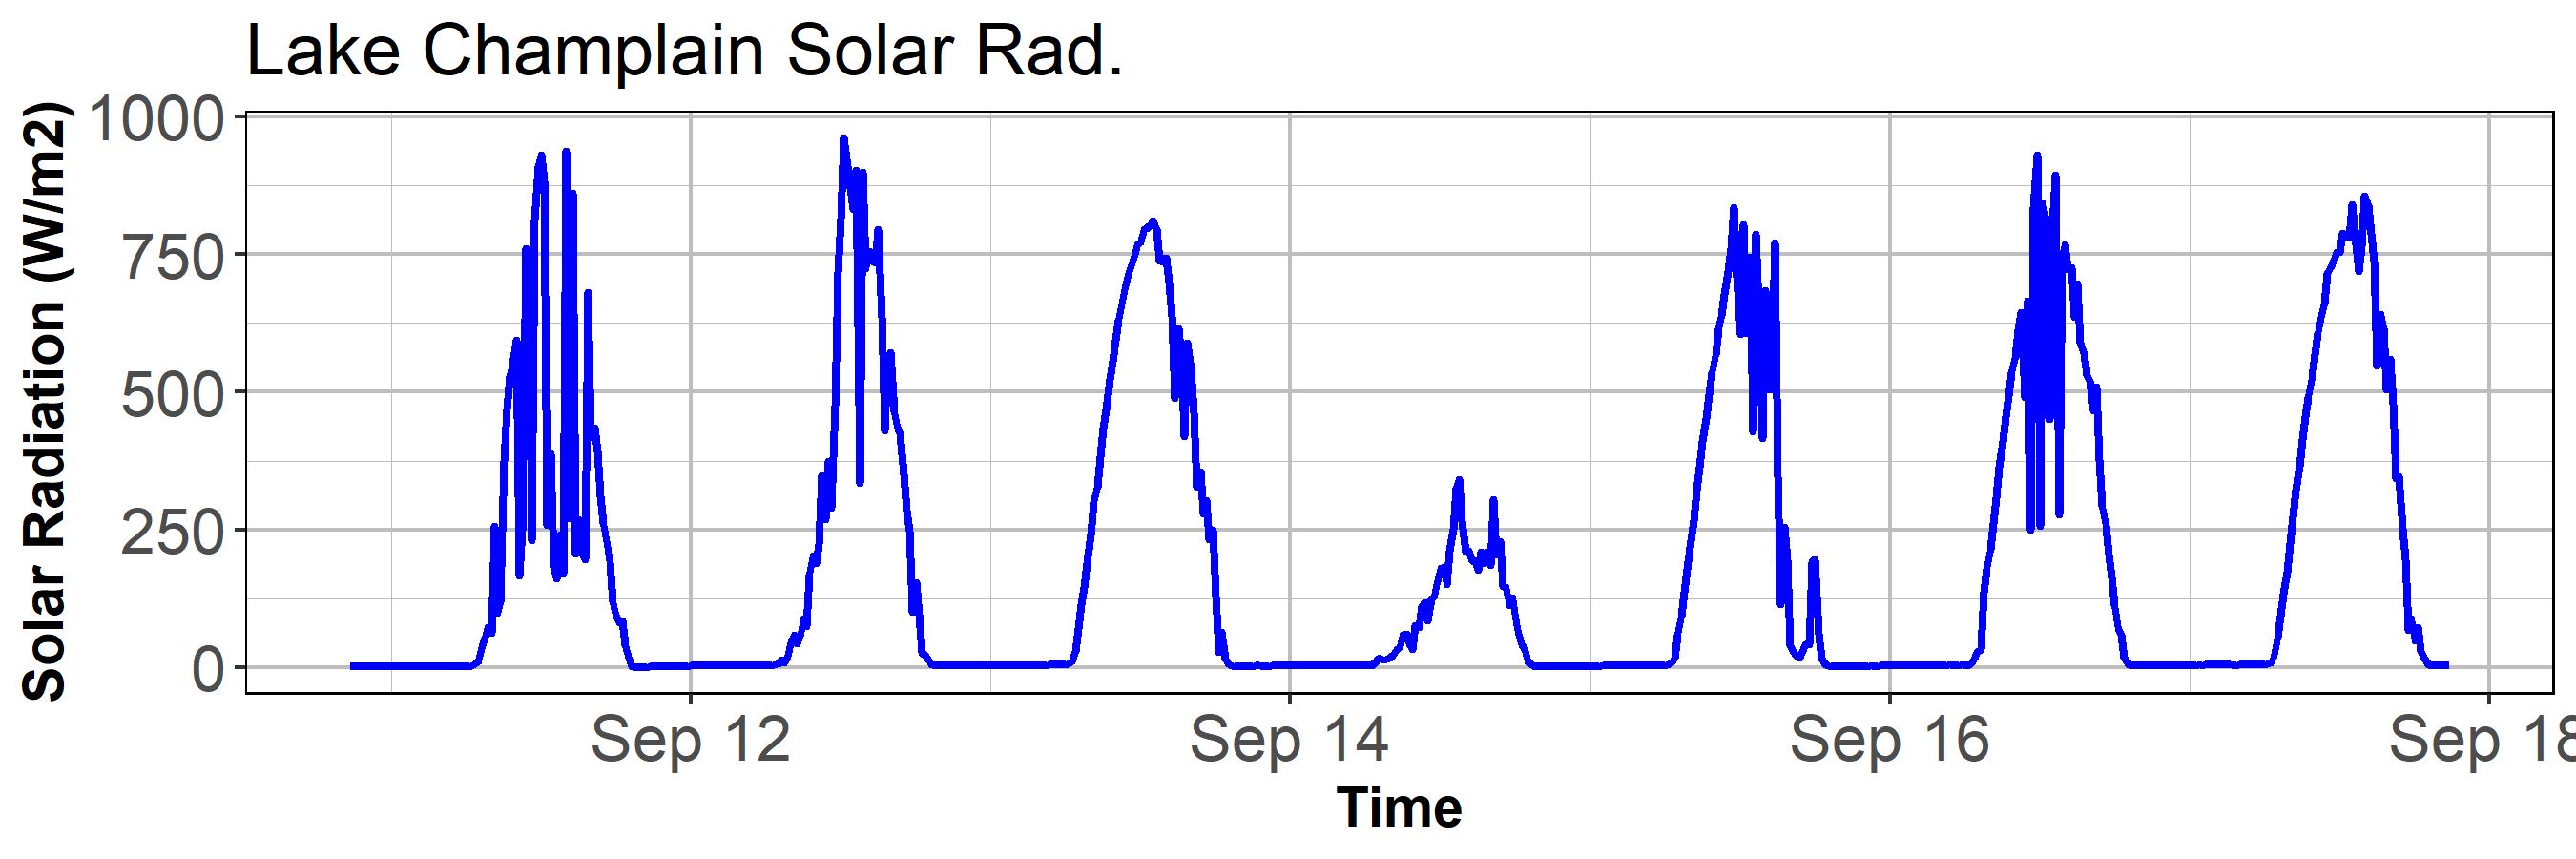 Lake Champlain Solar Rad.
Solar Radiation (W/m2)
1000
750
500
250
0
Sep 12
Sep 14
Sep 16
Sep 18
Time